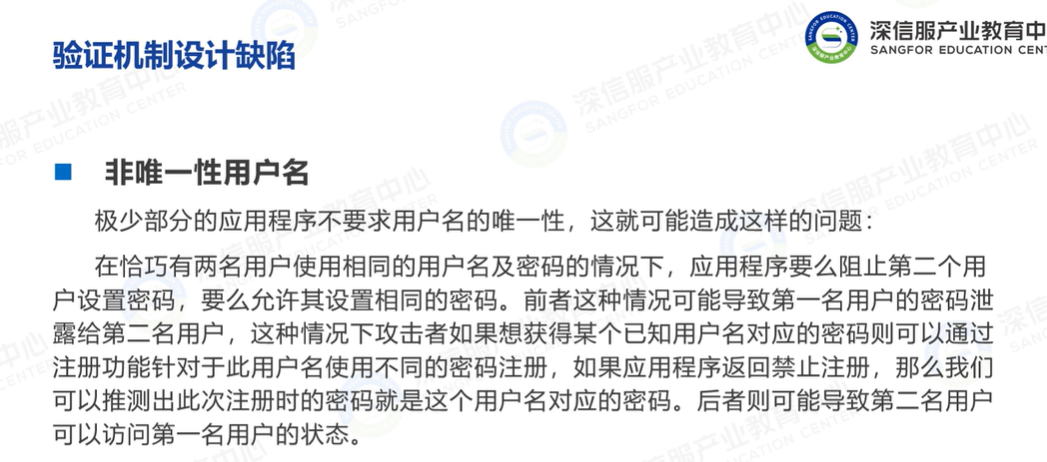 验证机制设计缺陷
深信服产业教育中
SANGFOR EDUCATION CENT
非唯一性用户名
极少部分的应用程序不要求用户名的唯一性，这就可能造成这样的问题：
在恰巧有两名用户使用相同的用户名及密码的情况下，应用程序要么阻止第二个用
户设置密码，要么允许其设置相同的密码。前者这种情况可能导致第一名用户的密码泄
露给第二名用户，这种情况下攻击者如果想获得某个已知用户名对应的密码则可以通过
注册功能针对于此用户名使用不同的密码注册，如果应用程序返回禁止注册，那么我们
可以推测出此次注册时的密码就是这个用户名对应的密码。后者则可能导致第二名用户
可以访问第一名用户的状态。